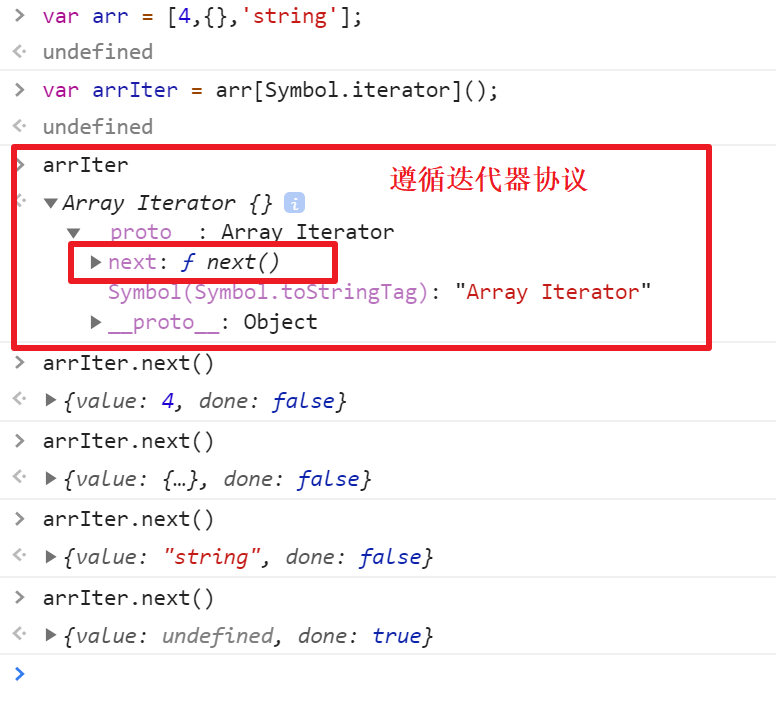 > var arr = [4,{},'string'];
<· undefined
> var arrIter = arr[Symbol.iterator]();
<· undefined
> arrIter
遵循迭代器协议
<· ▼Array Iterator {} i
▼__proto__: Array Iterator
▶next: ƒ next()
Symbol(Symbol.toStringTag): "Array Iterator"
▶__proto__: Object
> arrIter.next()
<· ▶{value: 4, done: false}
> arrIter.next()
<· ▶{value: {…}, done: false}
> arrIter.next()
<· ▶{value: "string", done: false}
> arrIter.next()
<· ▶{value: undefined, done: true}
>